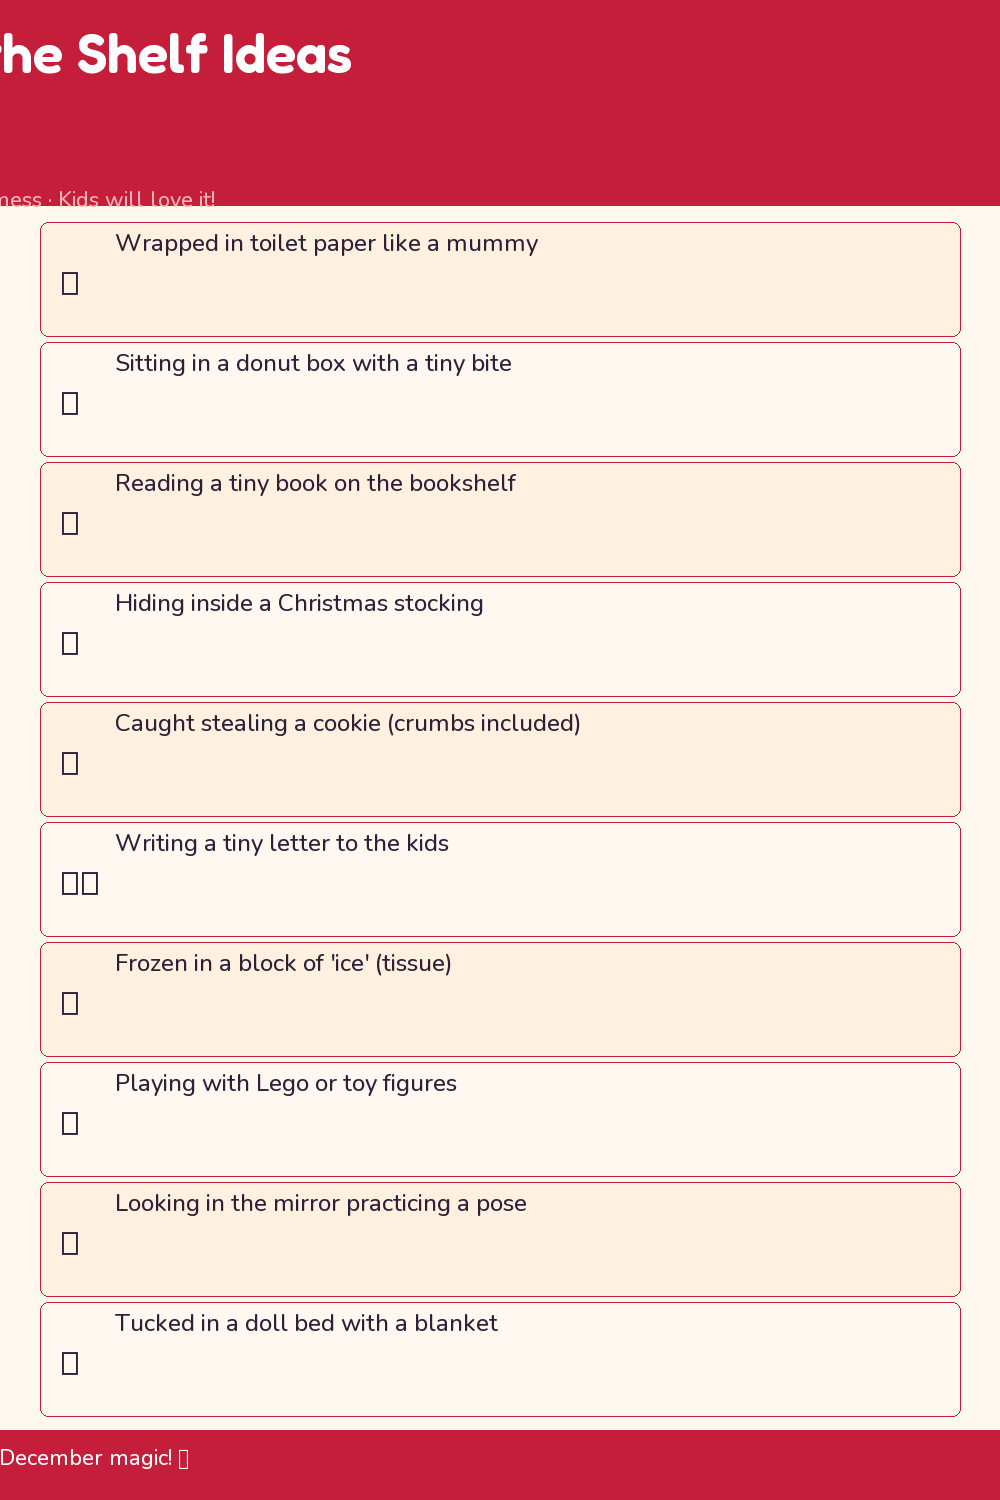 he Shelf Ideas
ness · Kids will love it!
Wrapped in toilet paper like a mummy
Sitting in a donut box with a tiny bite
Reading a tiny book on the bookshelf
Hiding inside a Christmas stocking
Caught stealing a cookie (crumbs included)
Writing a tiny letter to the kids
Frozen in a block of 'ice' (tissue)
Playing with Lego or toy figures
Looking in the mirror practicing a pose
Tucked in a doll bed with a blanket
December magic!